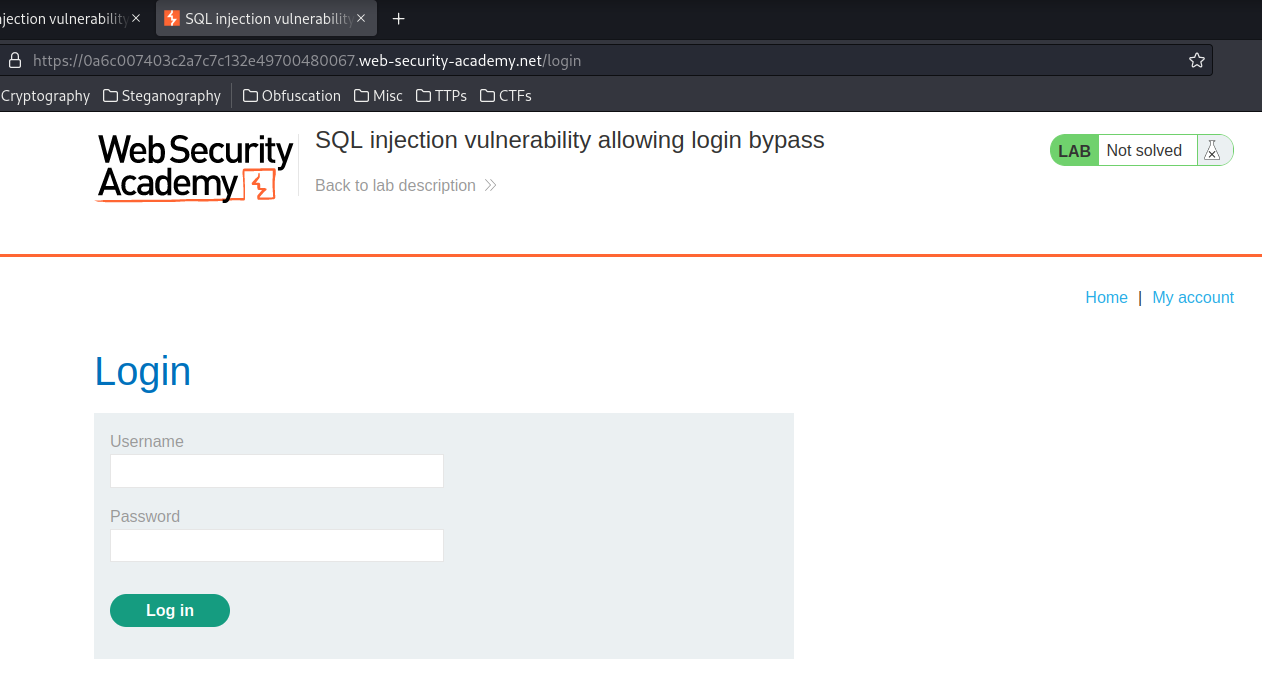 jection vulnerability
SQL injection vulnerability
https://0a6c007403c2a7c7c132e49700480067.web-security-academy.net/login
Cryptography Steganography Obfuscation Misc TTPs CTFs
Web Security
Academy
SQL injection vulnerability allowing login bypass
Back to lab description
LAB Not solved
Home | My account
Login
Username
Password
Log in